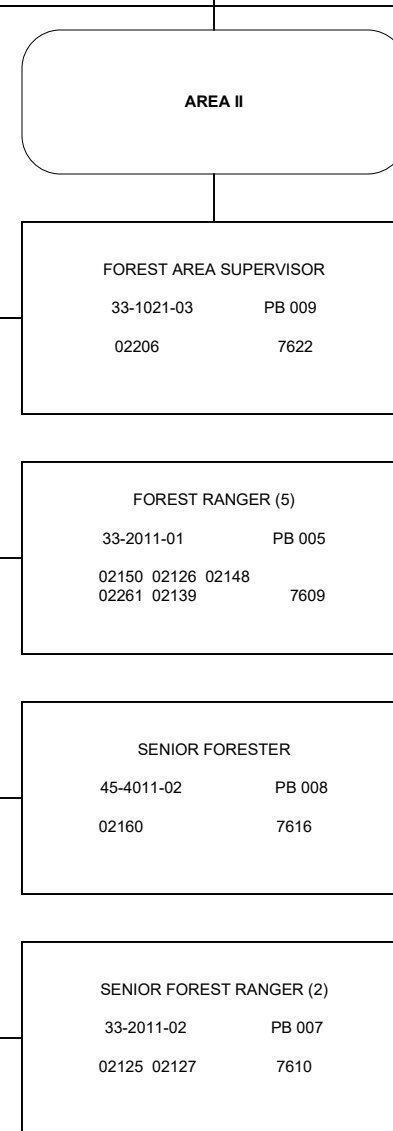 AREA II
FOREST AREA SUPERVISOR
33-1021-03 PB 009
02206 7622
FOREST RANGER (5)
33-2011-01 PB 005
02150 02126 02148
02261 02139 7609
SENIOR FORESTER
45-4011-02 PB 008
02160 7616
SENIOR FOREST RANGER (2)
33-2011-02 PB 007
02125 02127 7610